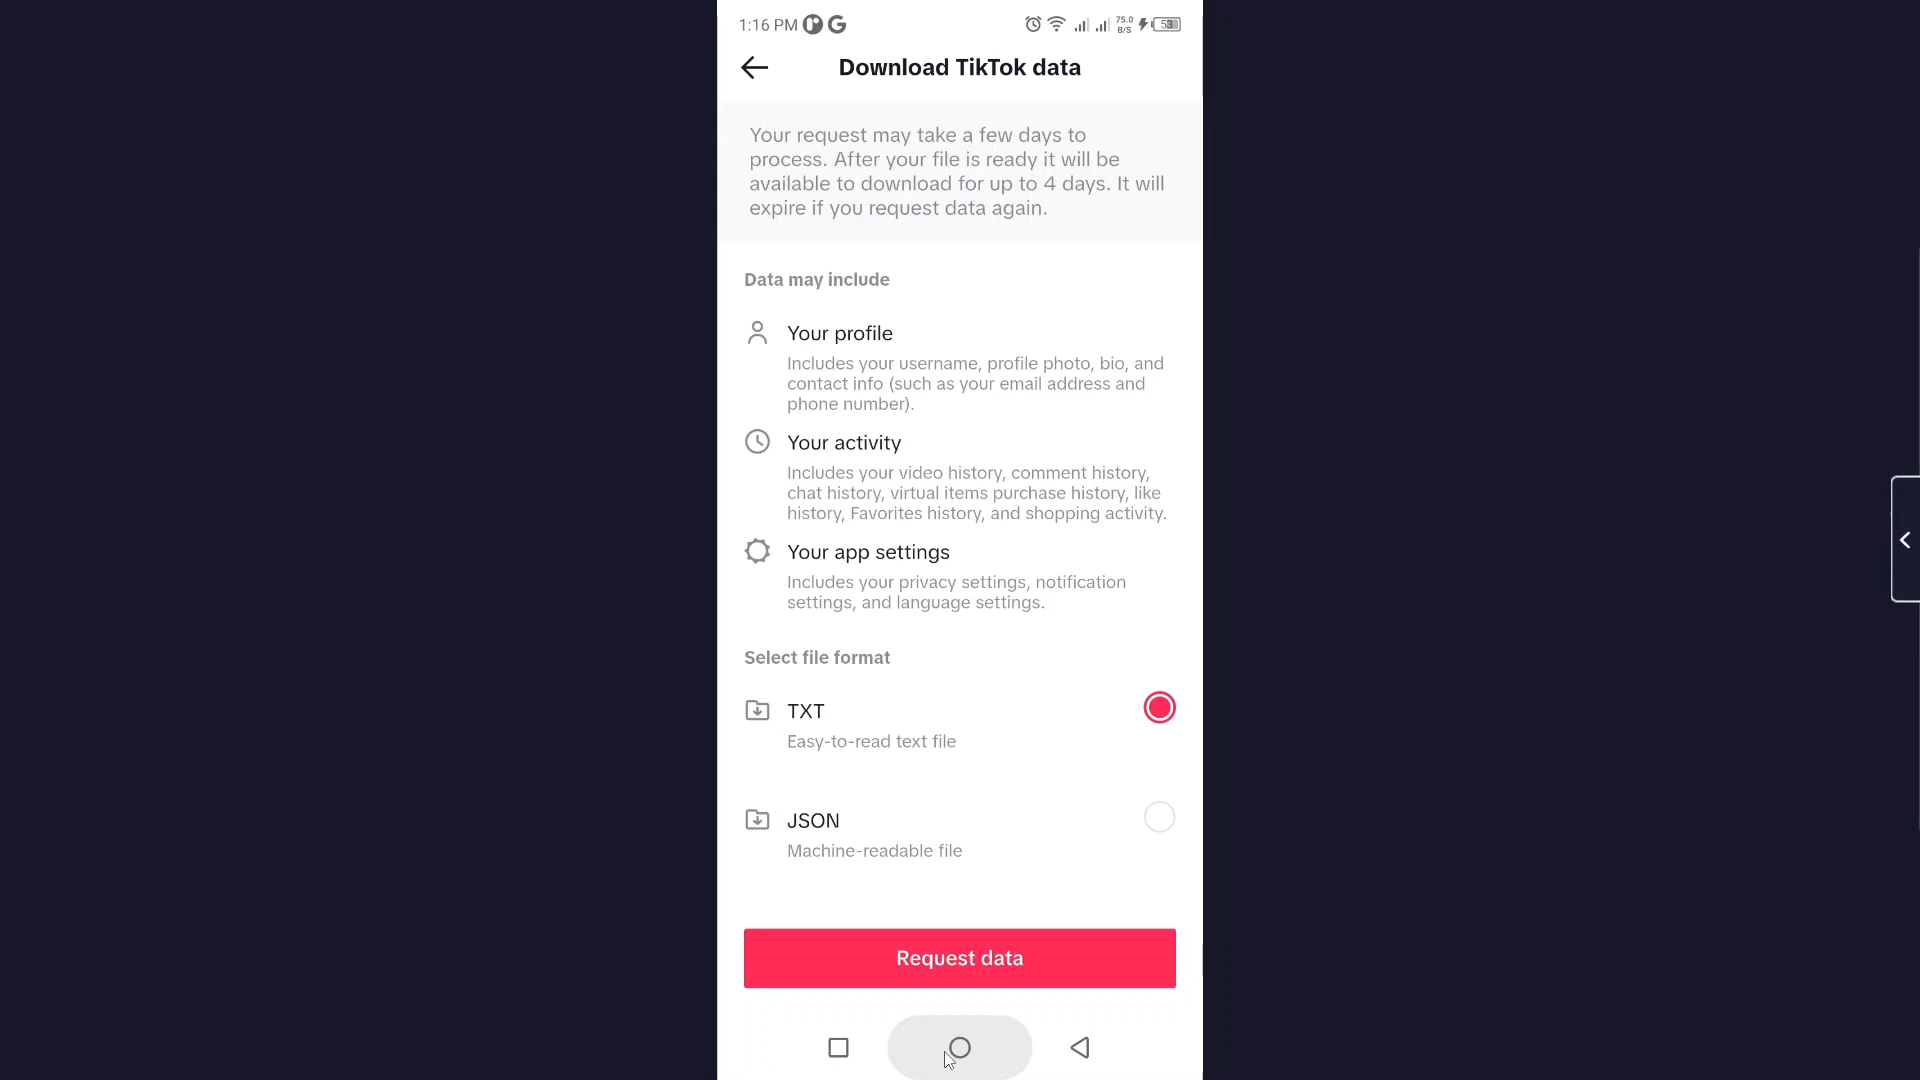 1:16 PM
75.0
B/S
53
Download TikTok data
Your request may take a few days to
process. After your file is ready it will be
available to download for up to 4 days. It will
expire if you request data again.
Data may include
Your profile
Includes your username, profile photo, bio, and
contact info (such as your email address and
phone number).
Your activity
Includes your video history, comment history,
chat history, virtual items purchase history, like
history, Favorites history, and shopping activity.
Your app settings
Includes your privacy settings, notification
settings, and language settings.
Select file format
TXT
Easy-to-read text file
JSON
Machine-readable file
Request data